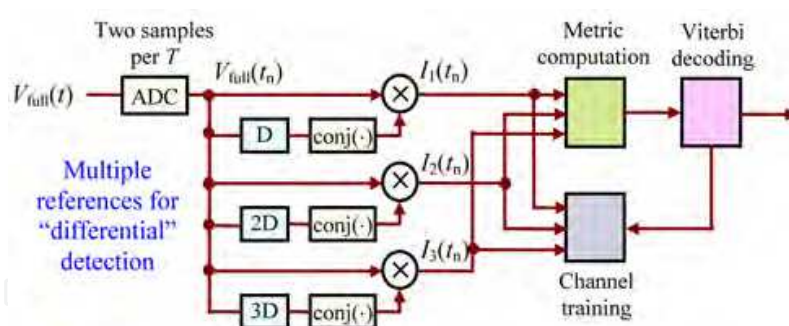 Two samples
per T
Metric
computation
Viterbi
decoding
V_full(t)
ADC
V_full(t_n)
I_1(t_n)
D
conj(·)
Multiple
references for
“differential”
detection
I_2(t_n)
2D
conj(·)
I_3(t_n)
3D
conj(·)
Channel
training